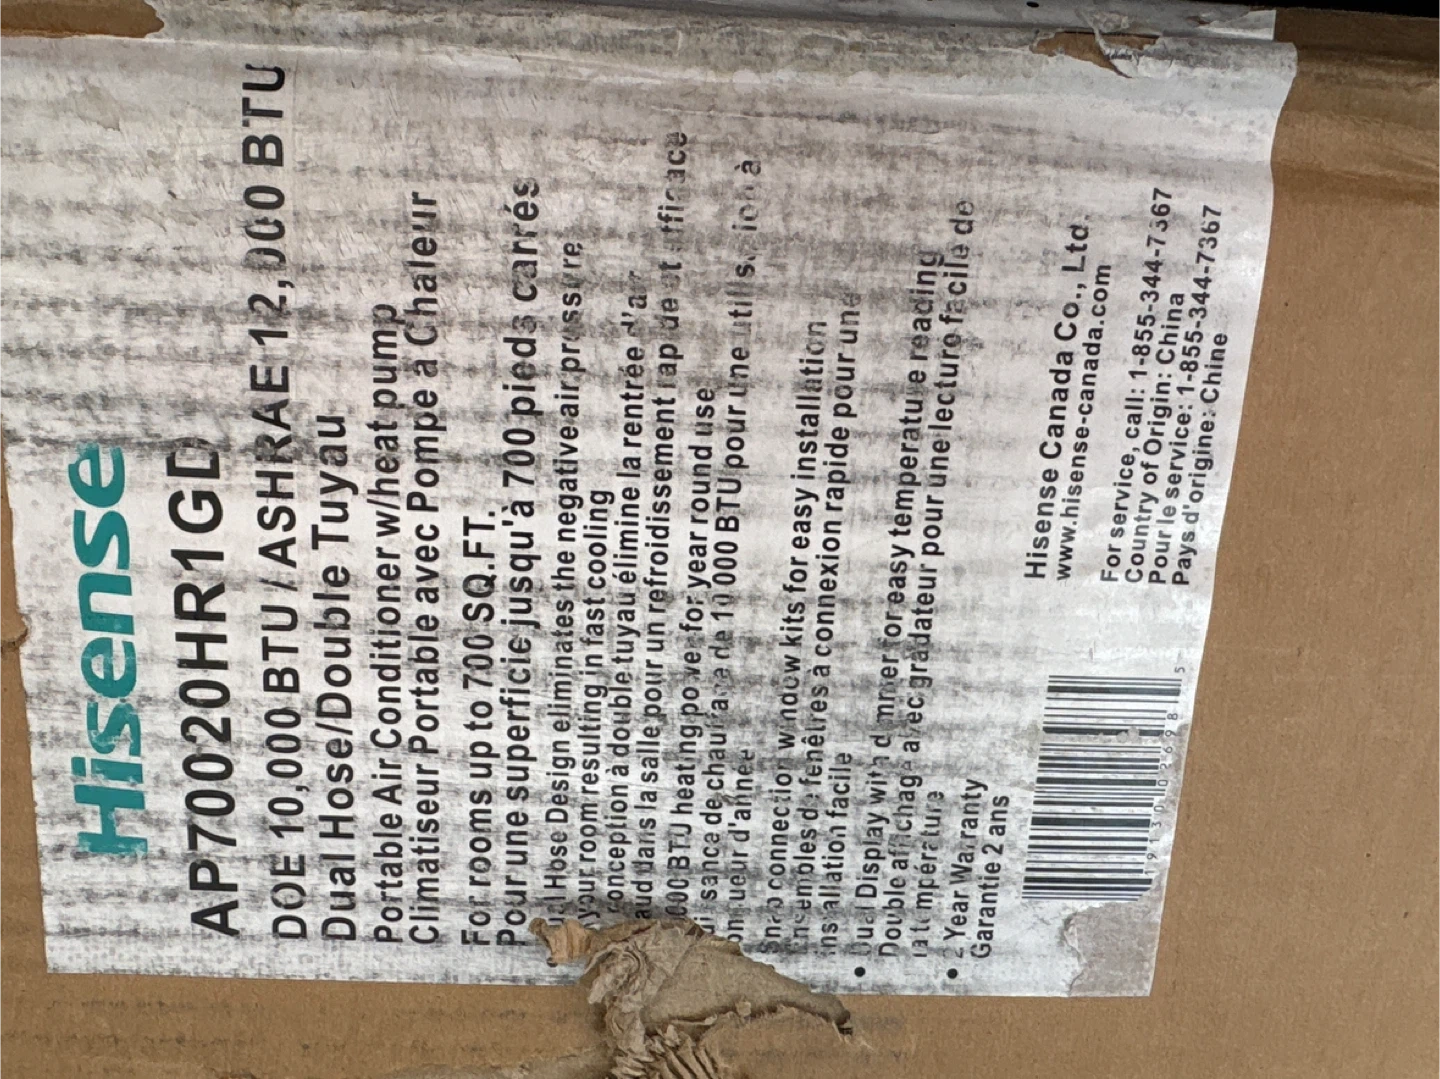 Hisense
AP70020HR1GD
DOE 10,000 BTU / ASHRAE 12,000 BTU
Dual Hose/Double Tuyau
Portable Air Conditioner w/heat pump
Climatiseur Portable avec Pompe à Chaleur
For rooms up to 700 SQ.FT.
Pour une superficie jusqu'à 700 pieds carrés
Hose Design eliminates the negative air pressure
your room resulting in fast cooling
conception à double tuyau élimine la rentrée d'air
dans la salle pour un refroidissement rapide et efficace
000 BTU heating power for year round use
de chauffage de 10 000 BTU pour une utilisation à
d'année
Snap connection window kits for easy installation
Ensembles de fenêtres à connexion rapide pour une
installation facile
• Dual Display with dimmer for easy temperature reading
Double affichage avec gradateur pour une lecture facile de
la température
• 2 Year Warranty
Garantie 2 ans
Hisense Canada Co., Ltd.
www.hisense-canada.com
For service, call: 1-855-344-7367
Country of Origin: China
Pour le service: 1-855-344-7367
Pays d'origine: Chine